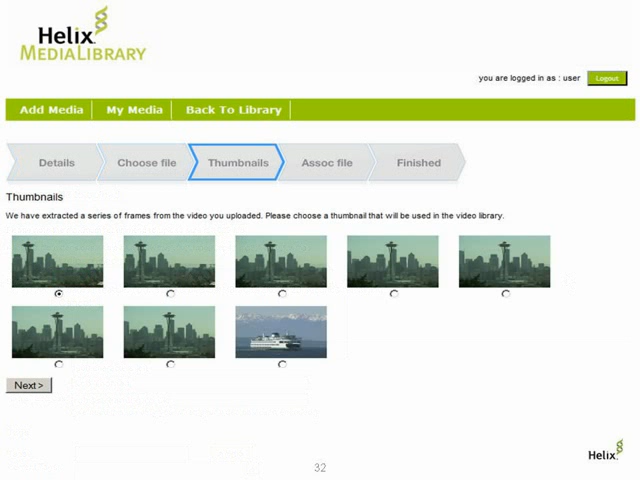 Helix
MEDIALIBRARY
you are logged in as : user
Logout
Add Media
My Media
Back To Library
Details
Choose file
Thumbnails
Assoc file
Finished
Thumbnails
We have extracted a series of frames from the video you uploaded. Please choose a thumbnail that will be used in the video library.
Next >
Helix
32